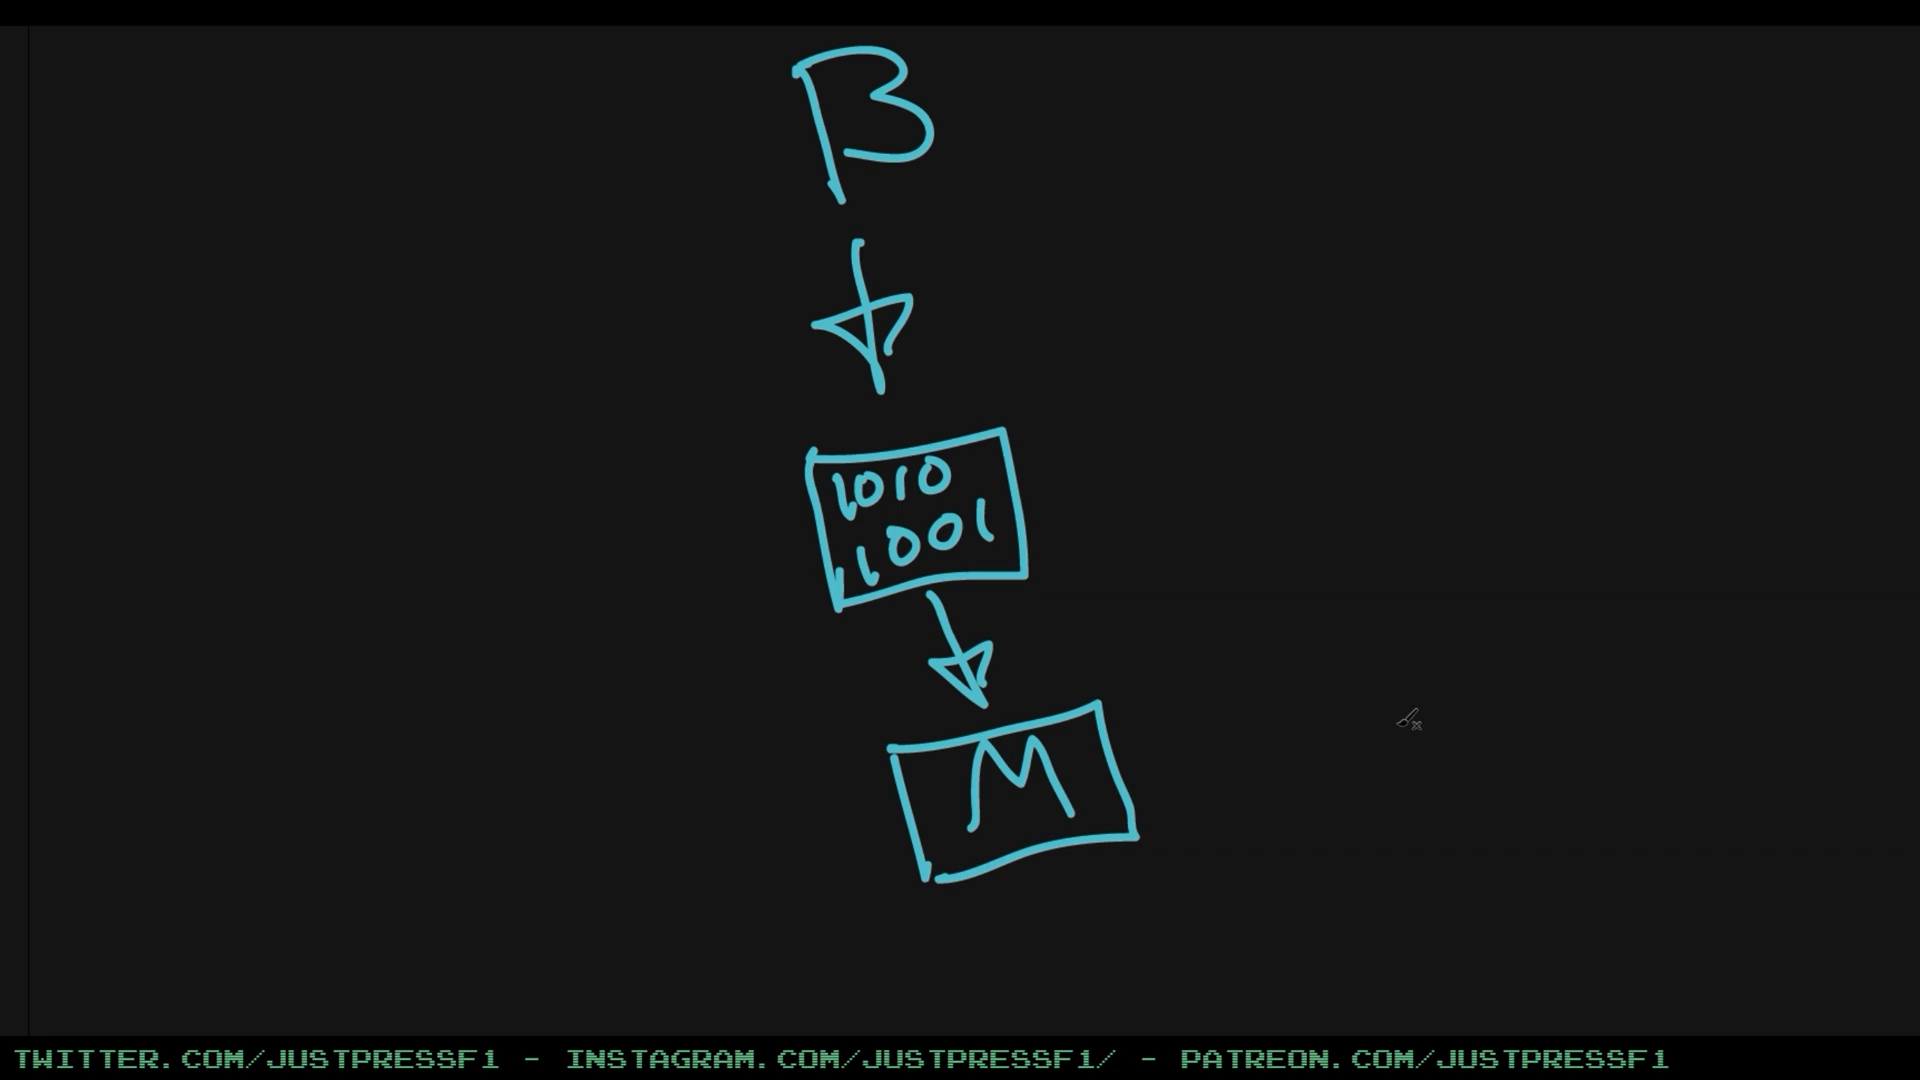 B
1010
1001
M
TWITTER.COM/JUSTPRESSF1 - INSTAGRAM.COM/JUSTPRESSF1/ - PATREON.COM/JUSTPRESSF1